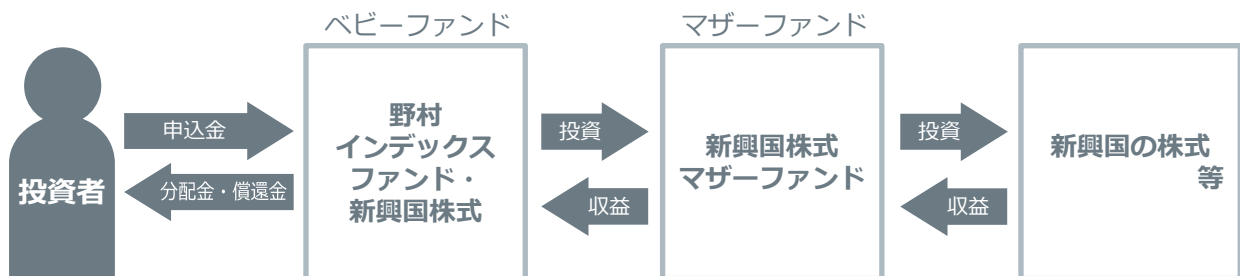 ベビーファンド
マザーファンド
投資者
申込金
分配金・償還金
野村
インデックス
ファンド・
新興国株式
投資
収益
新興国株式
マザーファンド
投資
収益
新興国の株式
等